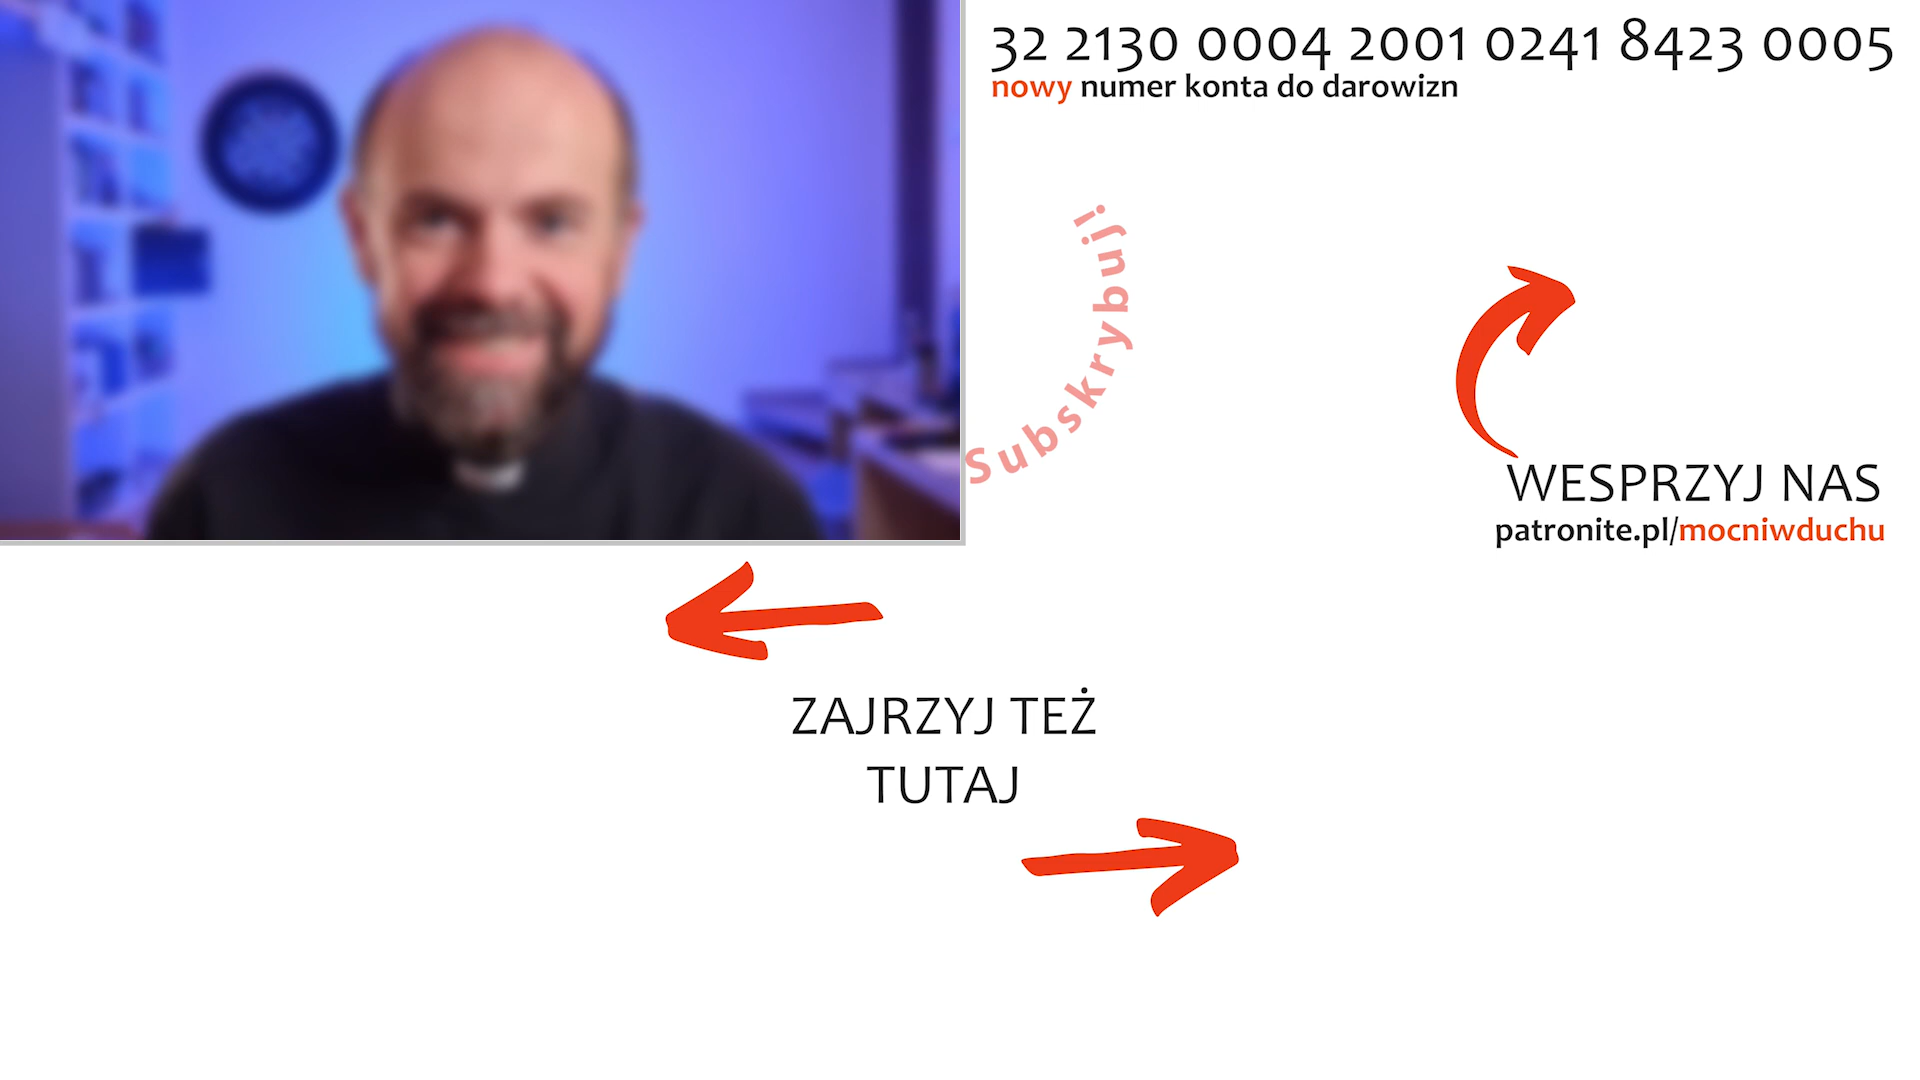 32 2130 0004 2001 0241 8423 0005
nowy numer konta do darowizn
Subskrybuj!
WESPRZYJ NAS
patronite.pl/mocniwduchu
ZAJRZYJ TEŻ
TUTAJ